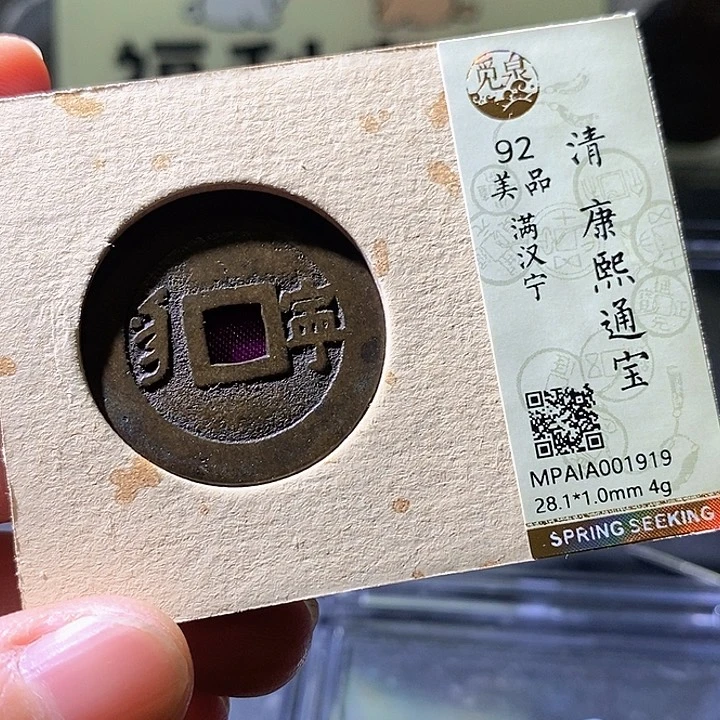 觅泉
92
美品
满汉宁
清 康熙通宝
寧
MPAIA001919
28.1*1.0mm 4g
SPRING SEEKING